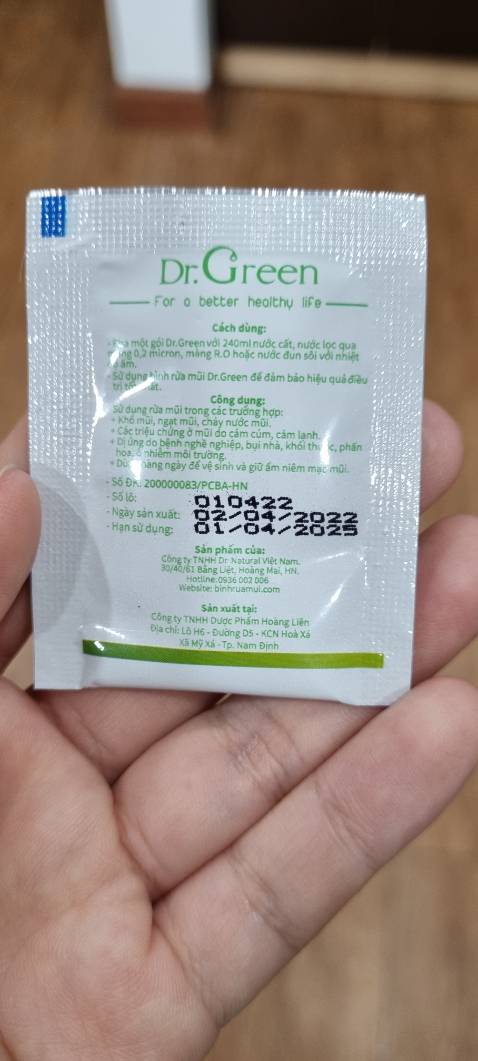 Dr.Green
For a better healthy life
Cách dùng:
- Pha một gói Dr.Green với 240ml nước cất, nước lọc qua
màng 0,2 micron, màng R.O hoặc nước đun sôi với nhiệt
độ ấm.
- Sử dụng bình rửa mũi Dr.Green để đảm bảo hiệu quả điều
trị tốt nhất.
Công dụng:
Sử dụng rửa mũi trong các trường hợp:
+ Khô mũi, ngạt mũi, chảy nước mũi.
+ Các triệu chứng ở mũi do cảm cúm, cảm lạnh.
+ Dị ứng do bệnh nghề nghiệp, bụi nhà, khói thuốc, phấn
hoa, ô nhiễm môi trường.
+ Dùng hàng ngày để vệ sinh và giữ ẩm niêm mạc mũi.
- Số ĐK: 200000083/PCBA-HN
- Số lô: 010422
- Ngày sản xuất: 02/04/2022
- Hạn sử dụng: 01/04/2025
Sản phẩm của:
Công ty TNHH Dr Natural Việt Nam.
30/40/61 Bằng Liệt, Hoàng Mai, HN.
Hotline:0936 002 006
Website: binhruamui.com
Sản xuất tại:
Công ty TNHH Dược Phẩm Hoàng Liên
Địa chỉ: Lô H6 - Đường D5 - KCN Hoà Xá
Xã Mỹ Xá - Tp. Nam Định